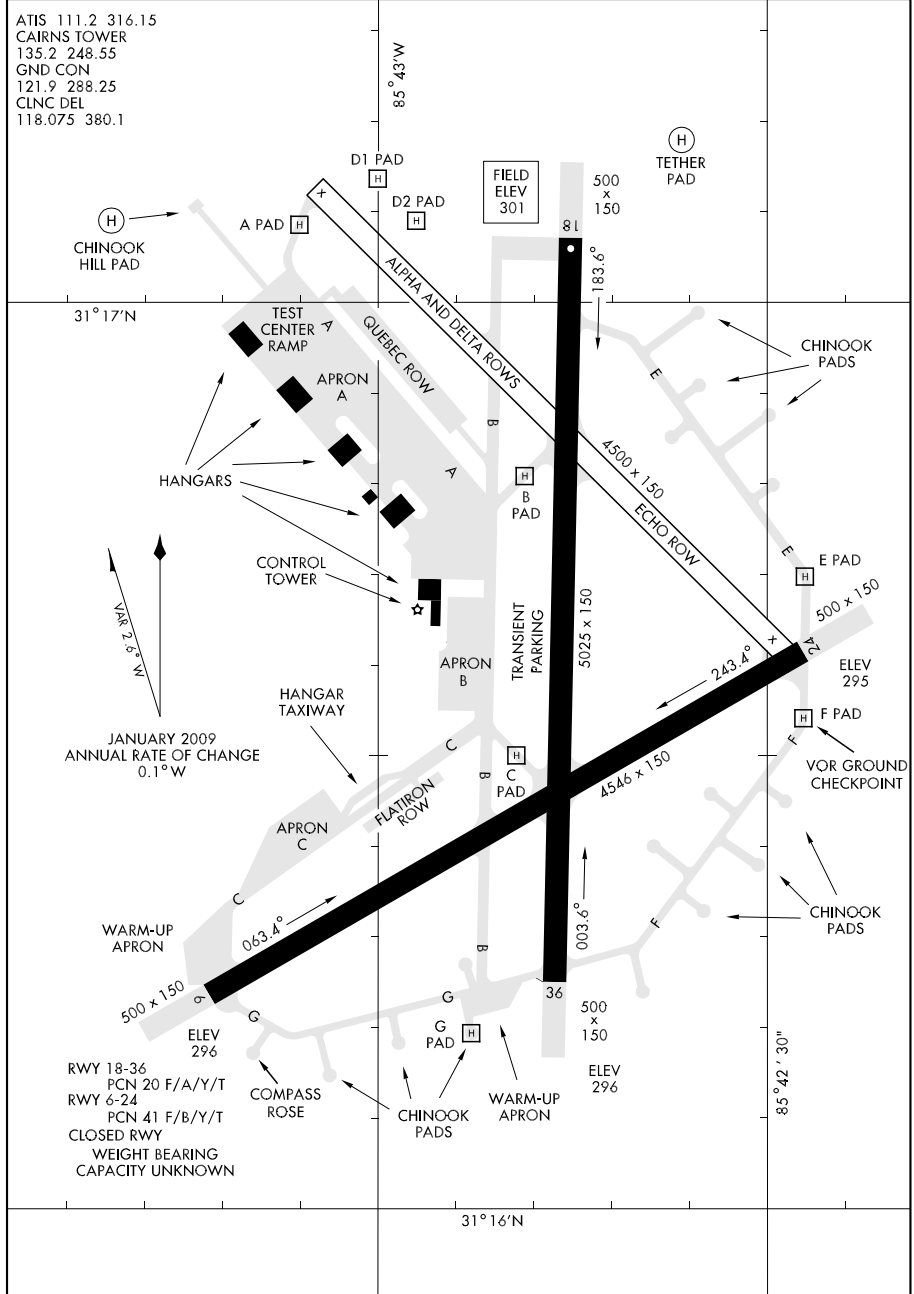 ATIS 111.2 316.15
CAIRNS TOWER
135.2 248.55
GND CON
121.9 288.25
CLNC DEL
118.075 380.1
85°43'W
H
TETHER
PAD
D1 PAD
H
FIELD
ELEV
301
500
x
150
D2 PAD
H
A PAD
H
x
H
CHINOOK
HILL PAD
18
183.6°
ALPHA AND DELTA ROWS
31°17'N
TEST
CENTER
RAMP
A
QUEBEC ROW
CHINOOK
PADS
E
APRON
A
B
4500 x 150
A
HANGARS
H
B
PAD
ECHO ROW
E
CONTROL
TOWER
H
E PAD
500 x 150
VAR 2.6° W
TRANSIENT
PARKING
5025 x 150
x
24
APRON
B
243.4°
ELEV
295
HANGAR
TAXIWAY
H
F PAD
JANUARY 2009
ANNUAL RATE OF CHANGE
0.1°W
C
B
H
C
PAD
F
VOR GROUND
CHECKPOINT
4546 x 150
FLATIRON
ROW
APRON
C
C
063.4°
003.6°
F
CHINOOK
PADS
WARM-UP
APRON
B
500 x 150
6
36
G
G
G
PAD
H
500
x
150
ELEV
296
ELEV
296
RWY 18-36
PCN 20 F/A/Y/T
RWY 6-24
PCN 41 F/B/Y/T
CLOSED RWY
WEIGHT BEARING
CAPACITY UNKNOWN
COMPASS
ROSE
CHINOOK
PADS
WARM-UP
APRON
85°42' 30"
31°16'N